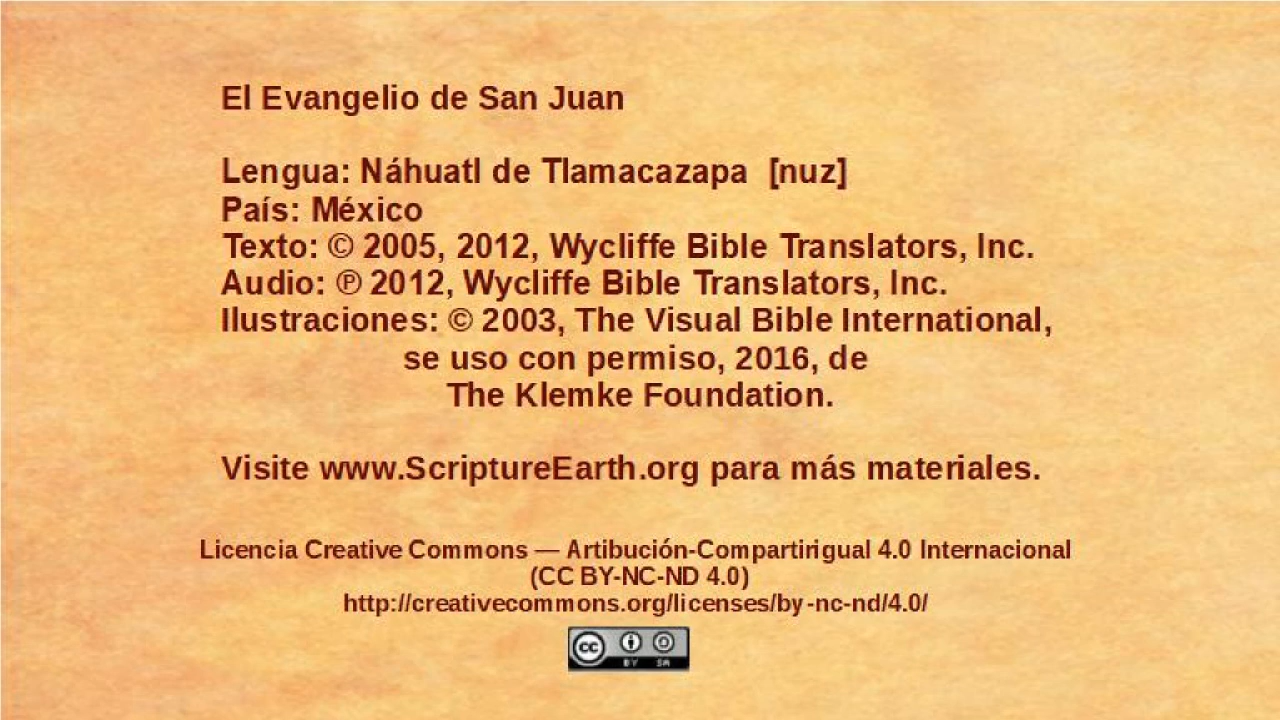 El Evangelio de San Juan
Lengua: Náhuatl de Tlamacazapa [nuz]
País: México
Texto: © 2005, 2012, Wycliffe Bible Translators, Inc.
Audio: ℗ 2012, Wycliffe Bible Translators, Inc.
Ilustraciones: © 2003, The Visual Bible International,
se uso con permiso, 2016, de
The Klemke Foundation.
Visite www.ScriptureEarth.org para más materiales.
Licencia Creative Commons — Artibución-Compartirigual 4.0 Internacional
(CC BY-NC-ND 4.0)
http://creativecommons.org/licenses/by-nc-nd/4.0/
cc BY SA